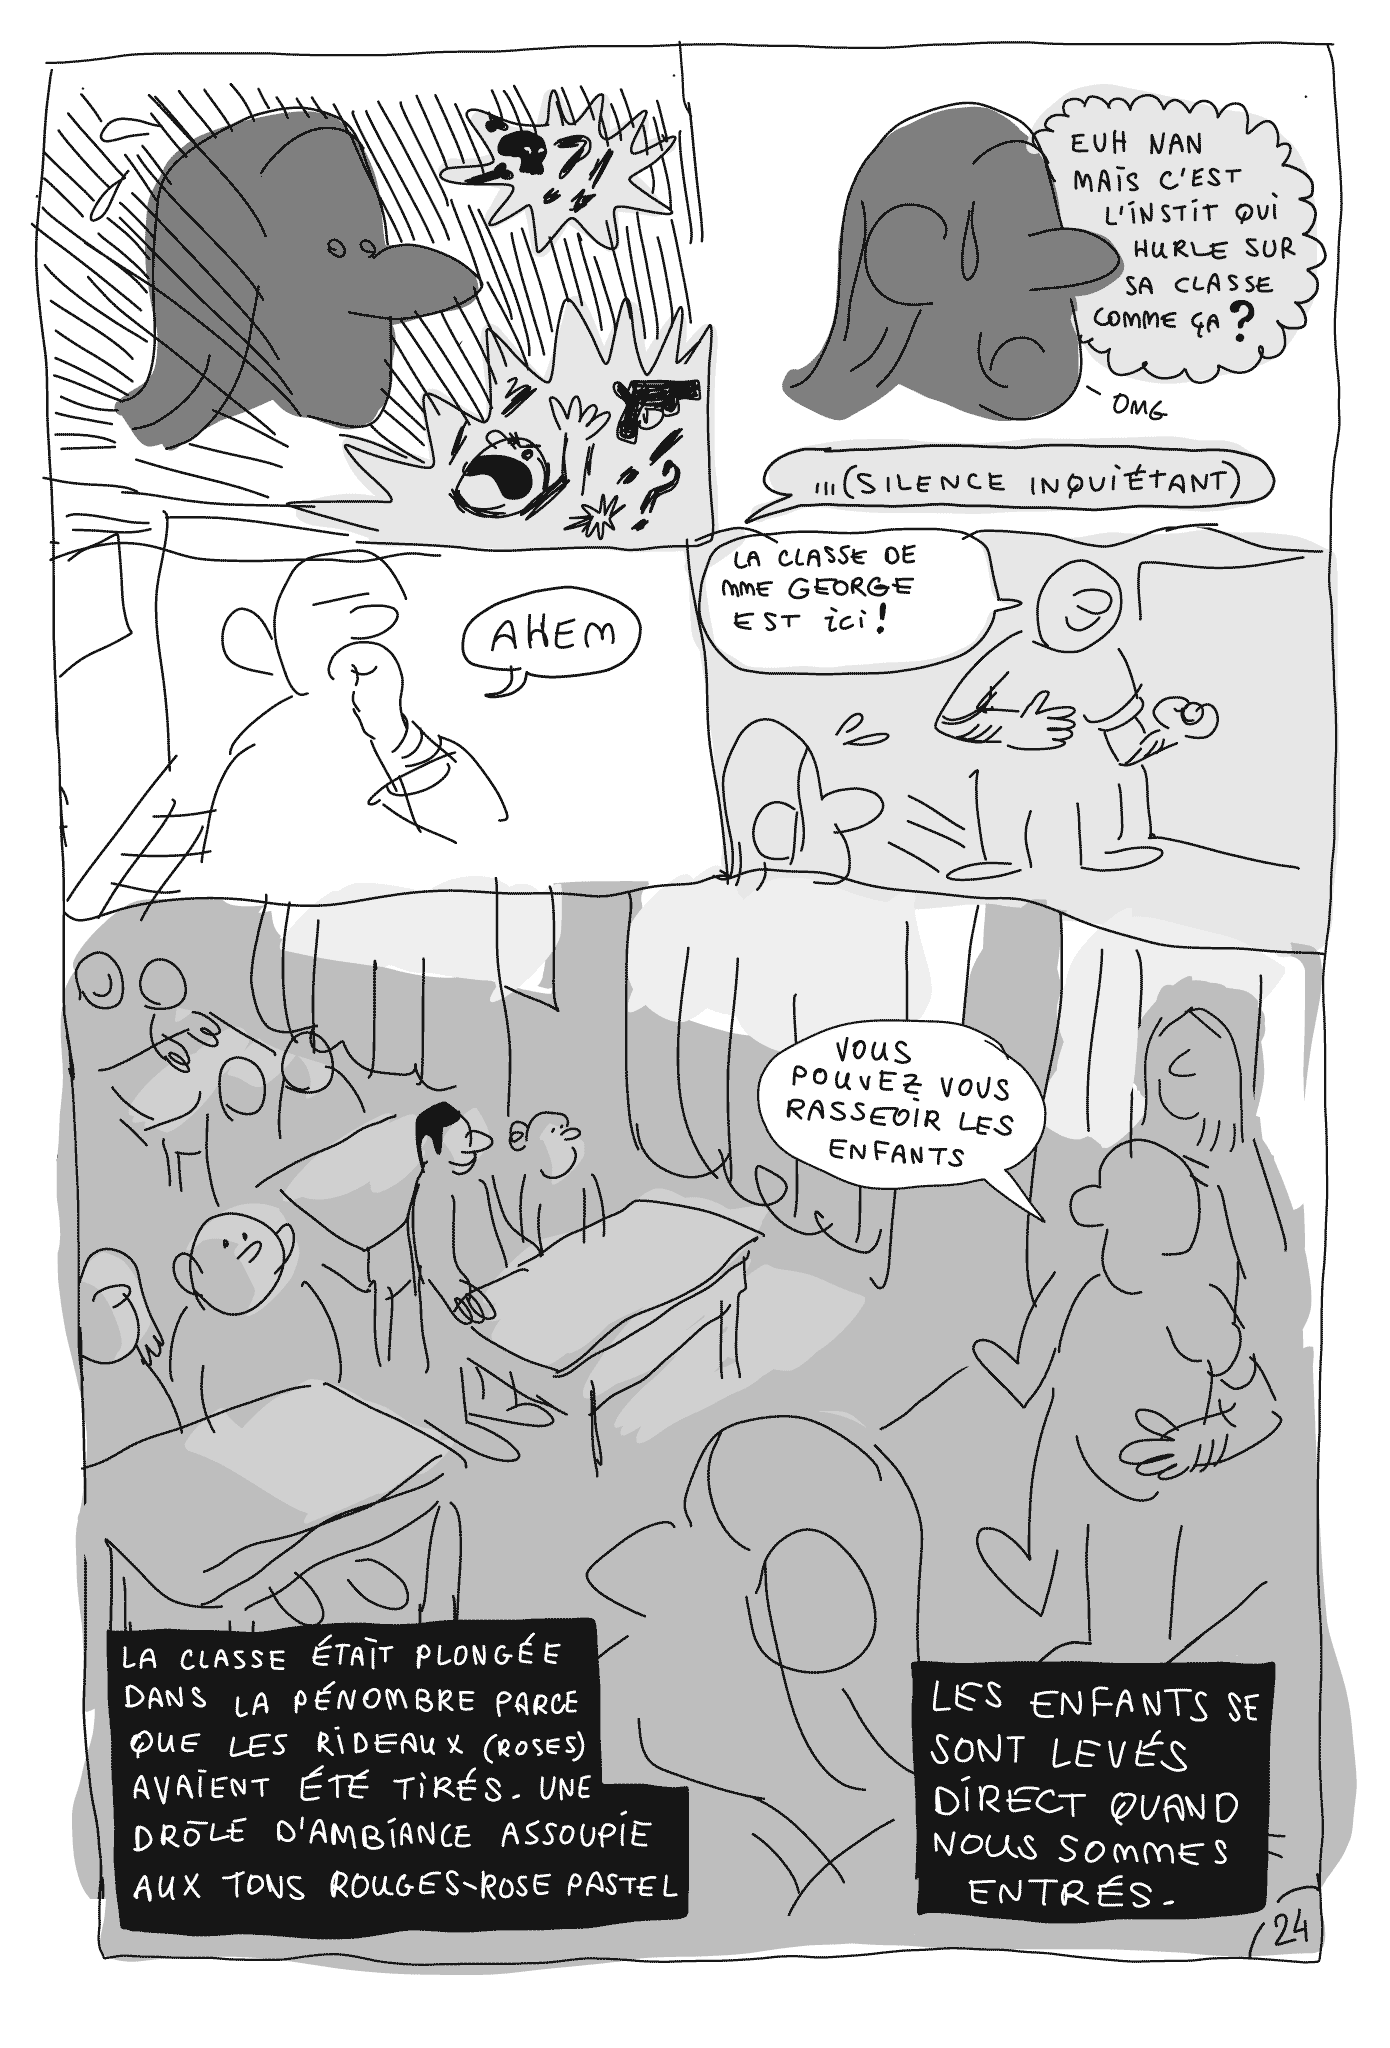 EUH NAN
MAIS C'EST
L'INSTIT QUI
HURLE SUR
SA CLASSE
COMME ÇA ?
OMG
...(SILENCE INQUIÉTANT)
AHEM
LA CLASSE DE
MME GEORGE
EST ICI !
VOUS
POUVEZ VOUS
RASSEOIR LES
ENFANTS
LA CLASSE ÉTAIT PLONGÉE
DANS LA PÉNOMBRE PARCE
QUE LES RIDEAUX (ROSES)
AVAIENT ÉTÉ TIRÉS. UNE
DRÔLE D'AMBIANCE ASSOUPIE
AUX TONS ROUGES-ROSE PASTEL
LES ENFANTS SE
SONT LEVÉS
DIRECT QUAND
NOUS SOMMES
ENTRÉS.
24